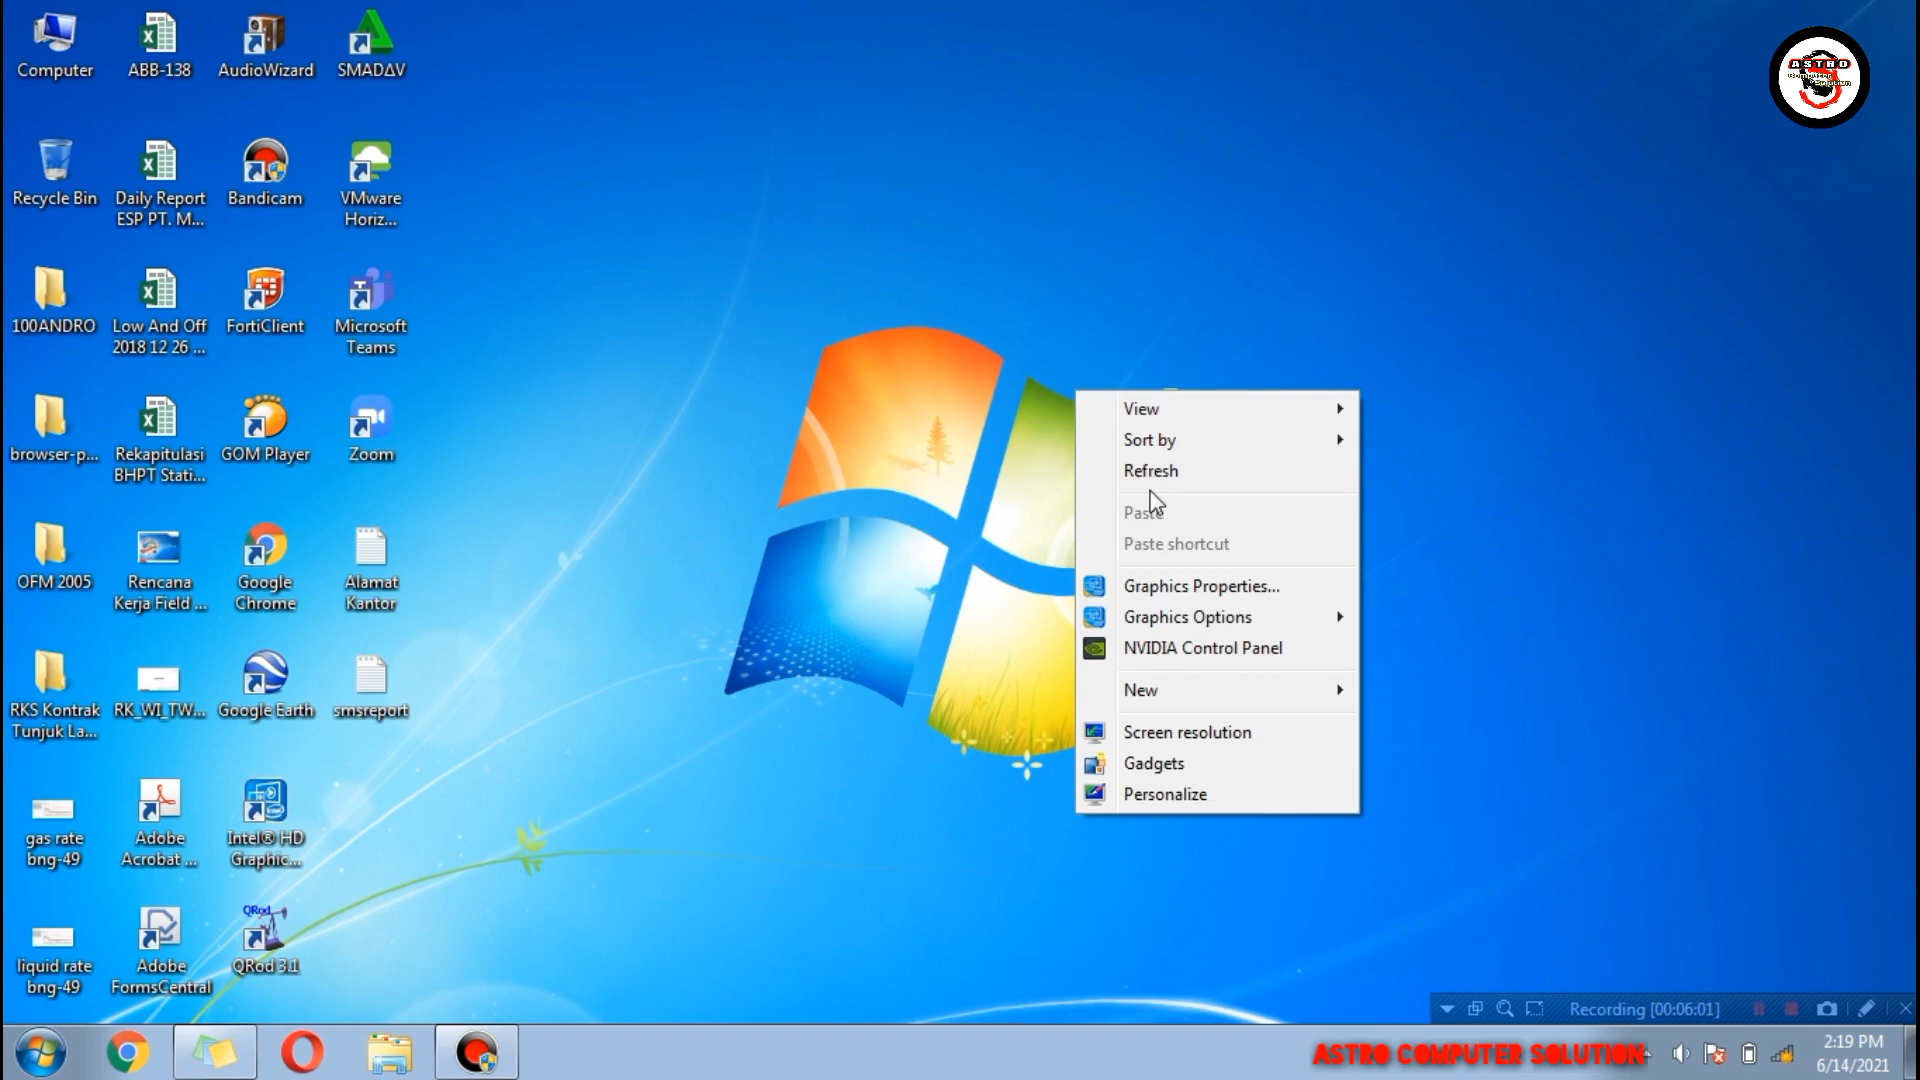 Computer
ABB-138
AudioWizard
SMADΔV
Recycle Bin
Daily Report
ESP PT. M...
Bandicam
VMware
Horiz...
100ANDRO
Low And Off
2018 12 26 ...
FortiClient
Microsoft
Teams
browser-p...
Rekapitulasi
BHPT Stati...
GOM Player
Zoom
OFM 2005
Rencana
Kerja Field ...
Google
Chrome
Alamat
Kantor
RKS Kontrak
Tunjuk La...
RK_WI_TW...
Google Earth
smsreport
gas rate
bng-49
Adobe
Acrobat ...
Intel® HD
Graphic...
liquid rate
bng-49
Adobe
FormsCentral
QRod
QRod 3.1
ASTRO
Computer
Solution
View
Sort by
Refresh
Paste
Paste shortcut
Graphics Properties...
Graphics Options
NVIDIA Control Panel
New
Screen resolution
Gadgets
Personalize
Recording [00:06:01]
ASTRO COMPUTER SOLUTION
2:19 PM
6/14/2021